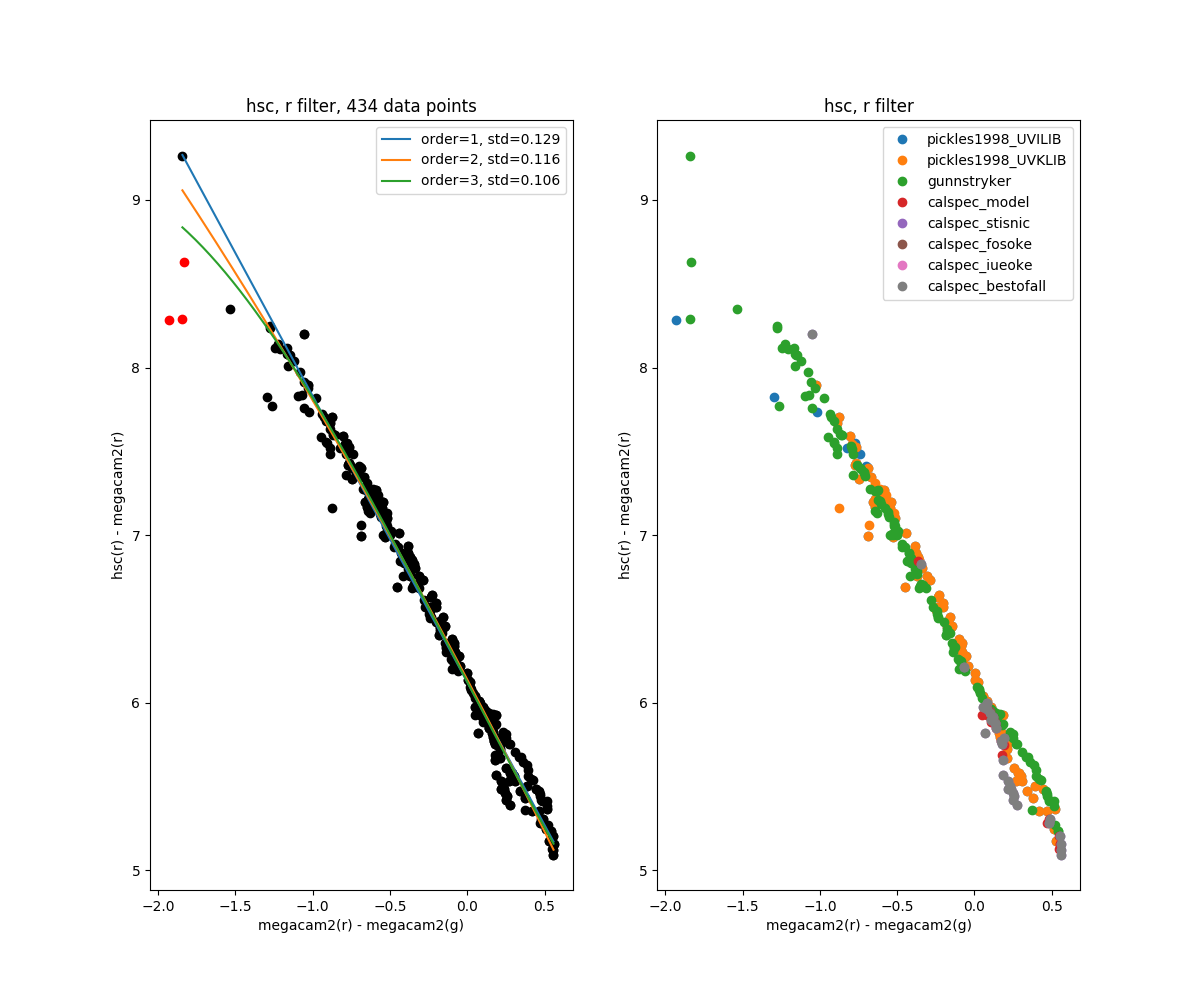 hsc, r filter, 434 data points
order=1, std=0.129
order=2, std=0.116
order=3, std=0.106
9
8
7
6
5
hsc(r) - megacam2(r)
−2.0 −1.5 −1.0 −0.5 0.0 0.5
megacam2(r) - megacam2(g)
hsc, r filter
pickles1998_UVILIB
pickles1998_UVKLIB
gunnstryker
calspec_model
calspec_stisnic
calspec_fosoke
calspec_iueoke
calspec_bestofall
9
8
7
6
5
hsc(r) - megacam2(r)
−2.0 −1.5 −1.0 −0.5 0.0 0.5
megacam2(r) - megacam2(g)